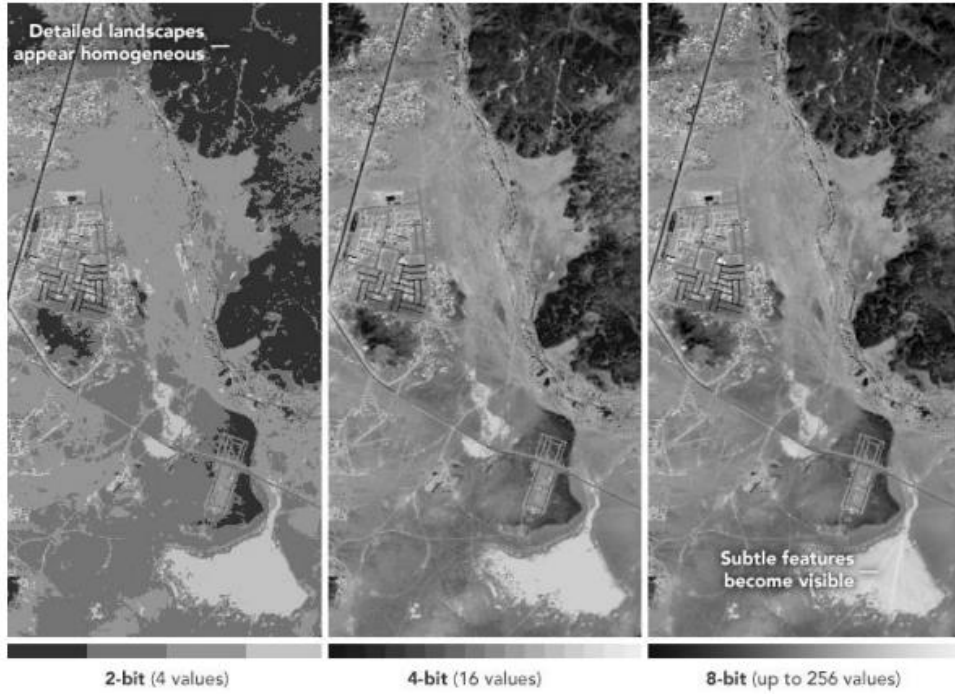 Detailed landscapes
appear homogeneous
Subtle features
become visible
2-bit (4 values)
4-bit (16 values)
8-bit (up to 256 values)